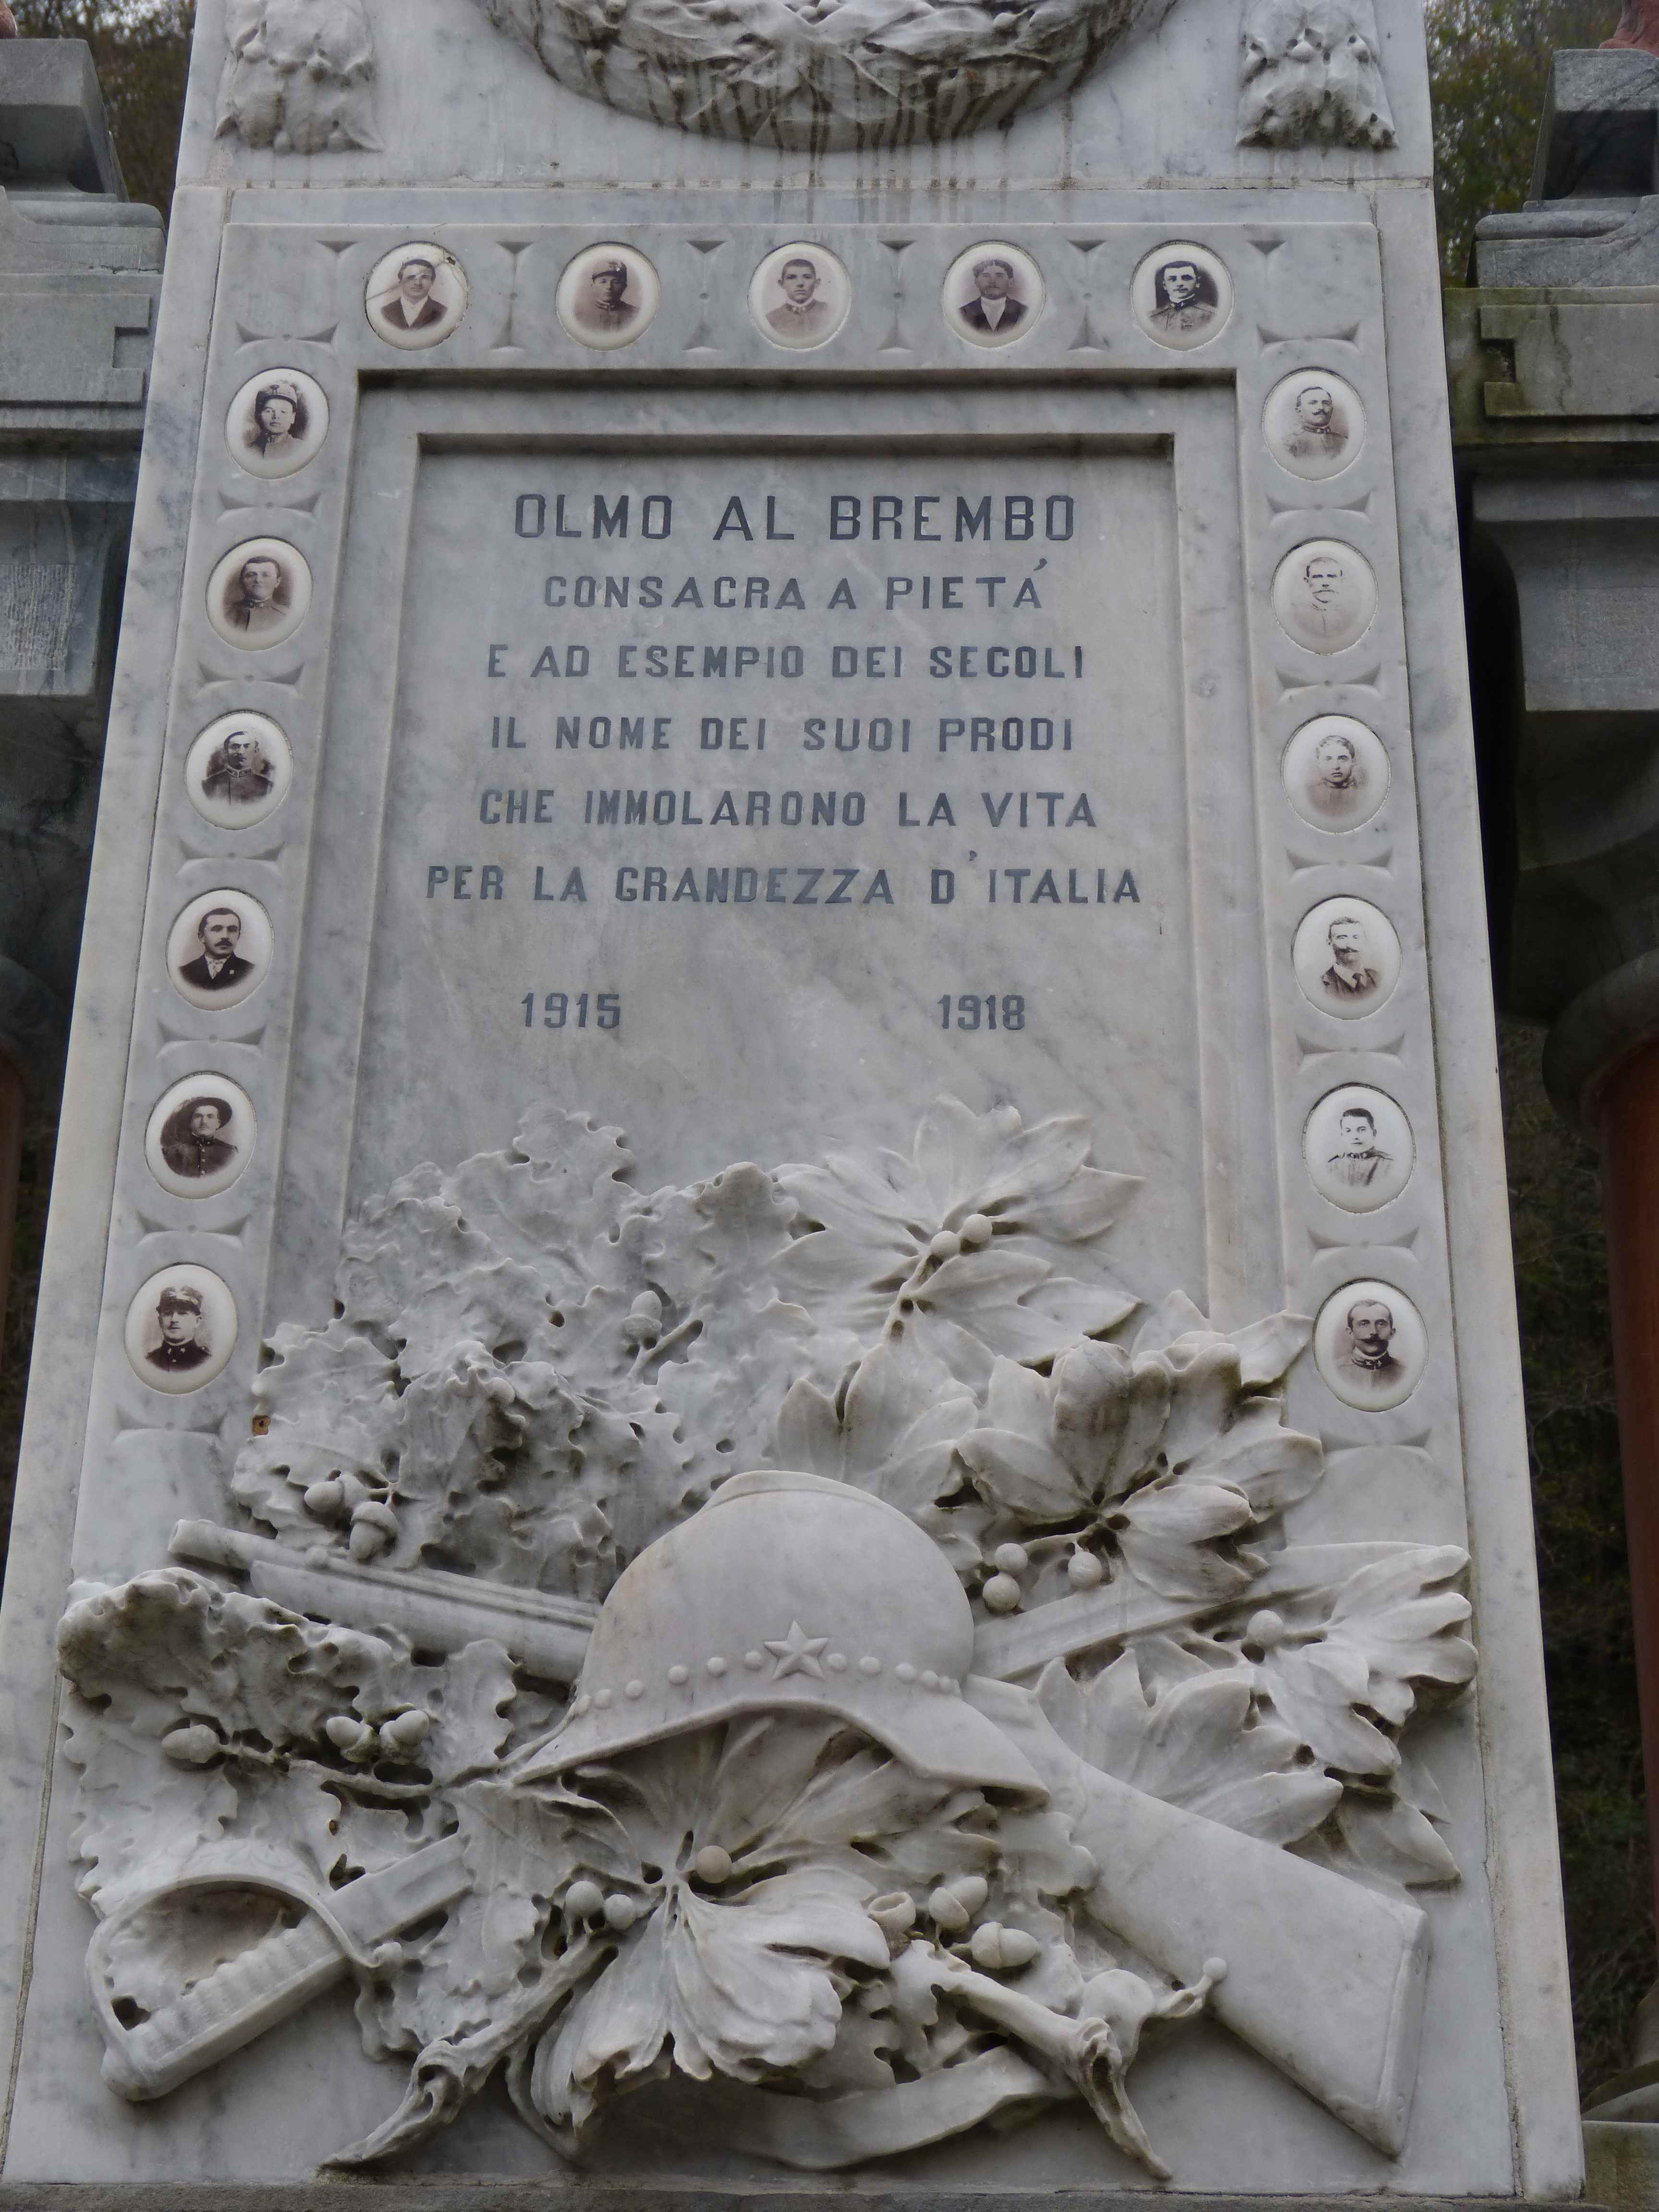 OLMO AL BREMBO
CONSACRA A PIETÁ
E AD ESEMPIO DEI SECOLI
IL NOME DEI SUOI PRODI
CHE IMMOLARONO LA VITA
PER LA GRANDEZZA D'ITALIA
1915 1918